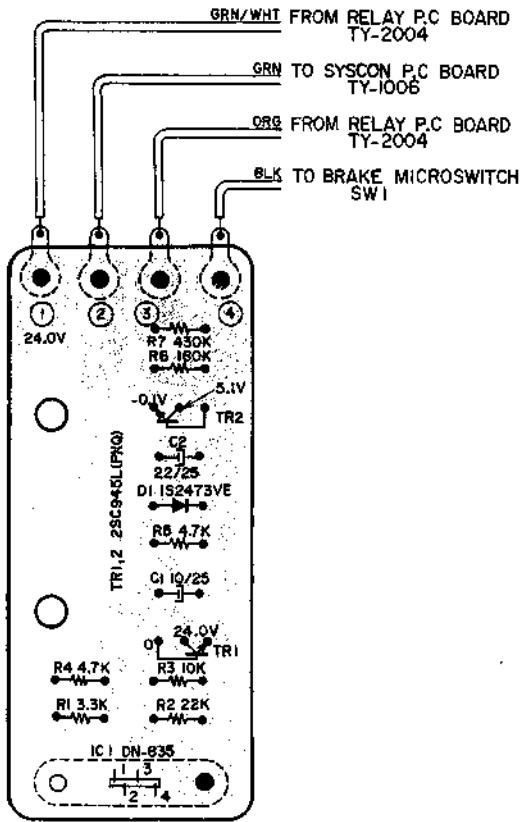 GRN/WHT FROM RELAY P.C BOARD
TY-2004
GRN TO SYSCON P.C BOARD
TY-1006
ORG FROM RELAY P.C BOARD
TY-2004
BLK TO BRAKE MICROSWITCH
SW1
1 2 3 4
24.0V
R7 430K
R6 180K
-0.1V 5.1V
TR2
C2
22/25
D1 1S2473VE
TR1,2 2SC945L(PXQ)
R5 4.7K
C1 10/25
0 24.0V
TR1
R4 4.7K R3 10K
R1 3.3K R2 22K
IC1 DN-835
1 3
2 4